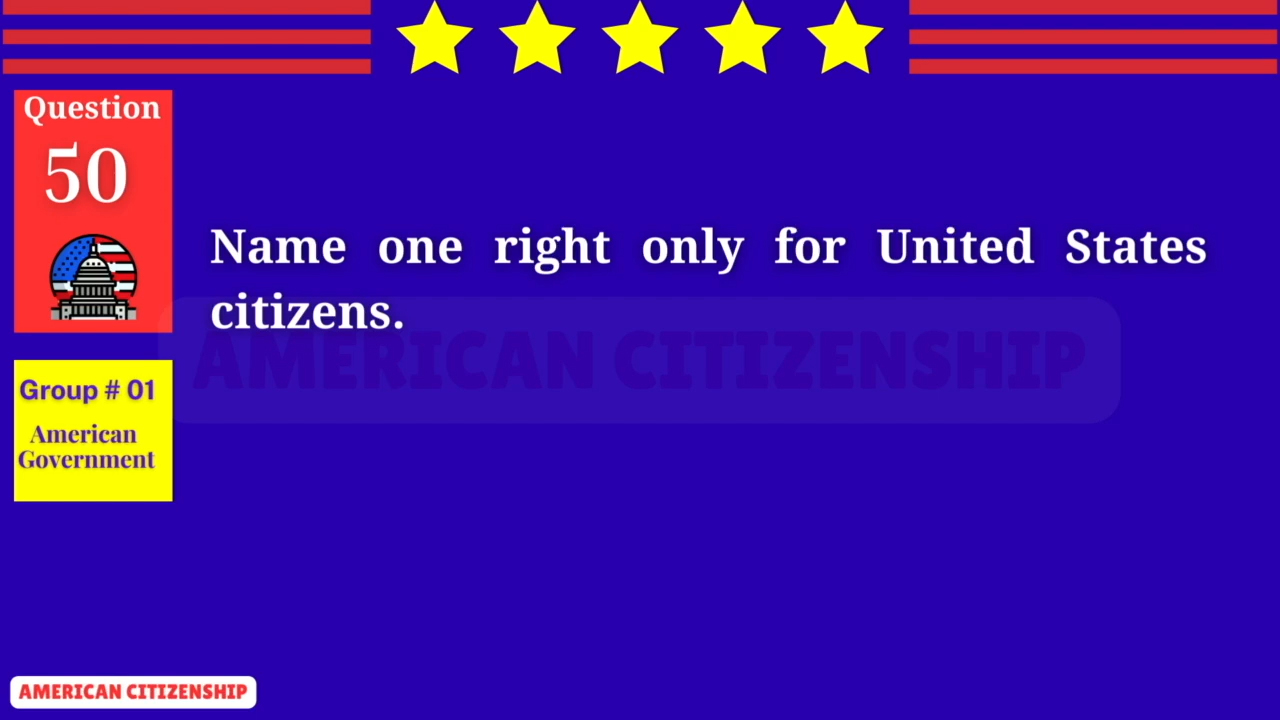 Question
50
Name one right only for United States
citizens.
AMERICAN CITIZENSHIP
Group # 01
American
Government
AMERICAN CITIZENSHIP